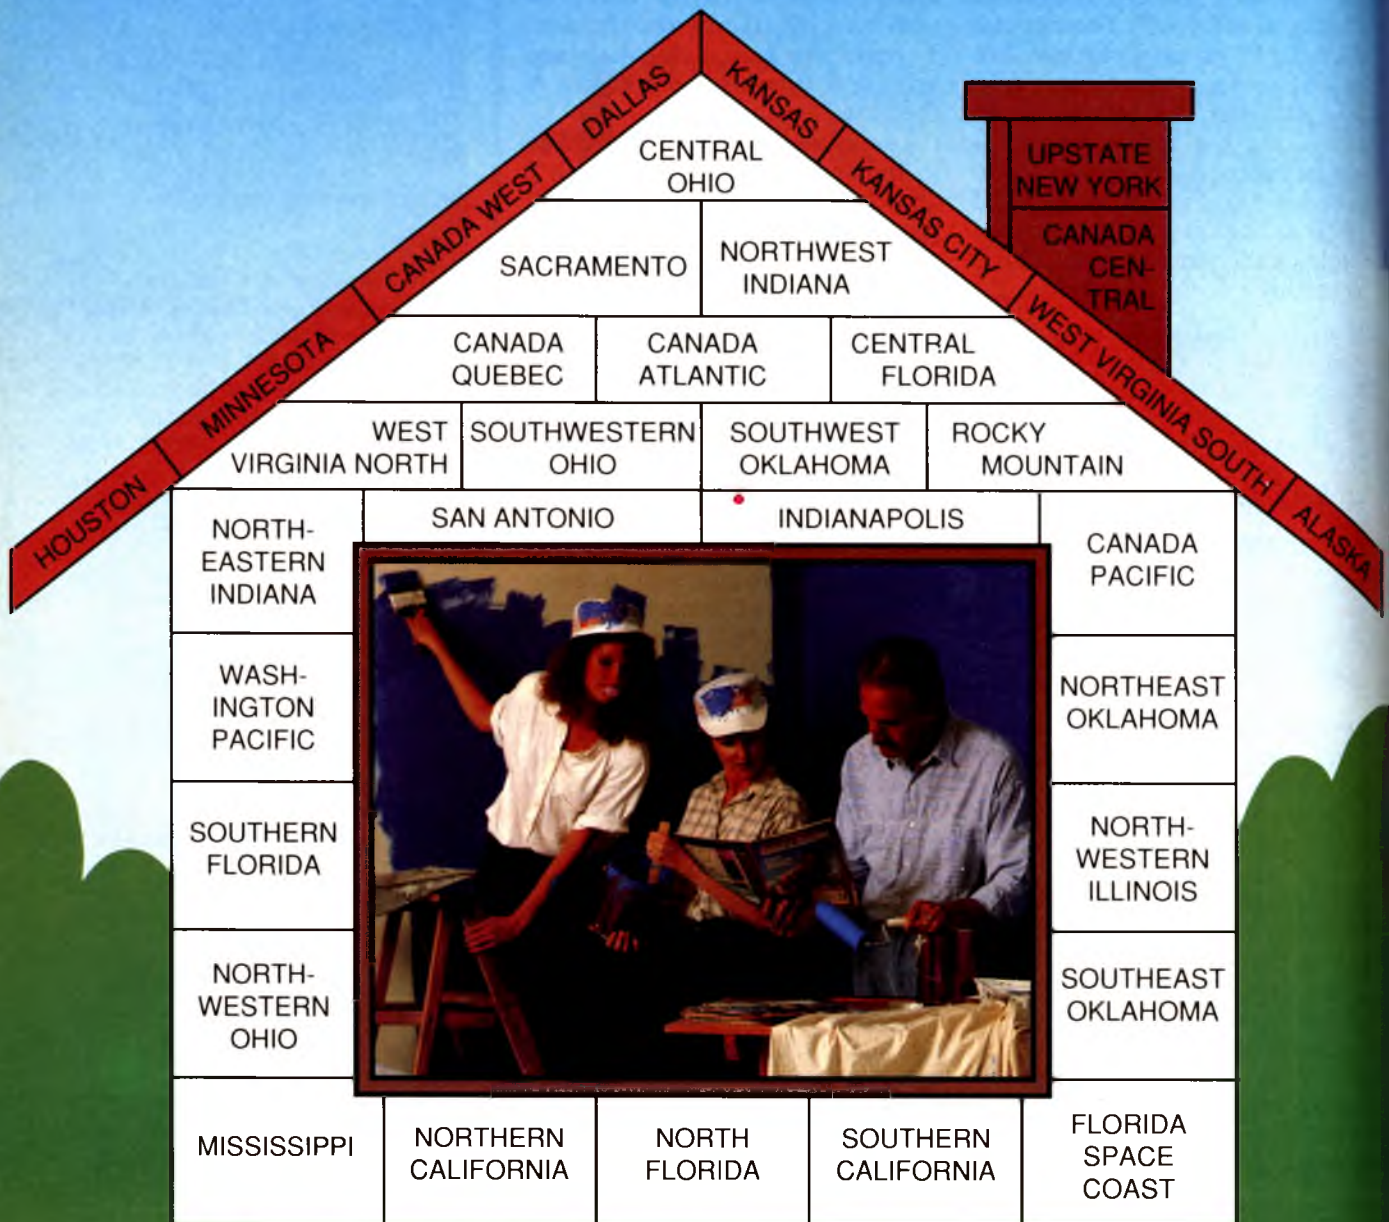 HOUSTON
MINNESOTA
CANADA WEST
DALLAS
KANSAS
KANSAS CITY
WEST VIRGINIA SOUTH
ALASKA
UPSTATE
NEW YORK
CANADA
CEN-
TRAL
CENTRAL
OHIO
SACRAMENTO
NORTHWEST
INDIANA
CANADA
QUEBEC
CANADA
ATLANTIC
CENTRAL
FLORIDA
WEST
VIRGINIA NORTH
SOUTHWESTERN
OHIO
SOUTHWEST
OKLAHOMA
ROCKY
MOUNTAIN
NORTH-
EASTERN
INDIANA
SAN ANTONIO
INDIANAPOLIS
CANADA
PACIFIC
WASH-
INGTON
PACIFIC
NORTHEAST
OKLAHOMA
SOUTHERN
FLORIDA
NORTH-
WESTERN
ILLINOIS
NORTH-
WESTERN
OHIO
SOUTHEAST
OKLAHOMA
MISSISSIPPI
NORTHERN
CALIFORNIA
NORTH
FLORIDA
SOUTHERN
CALIFORNIA
FLORIDA
SPACE
COAST